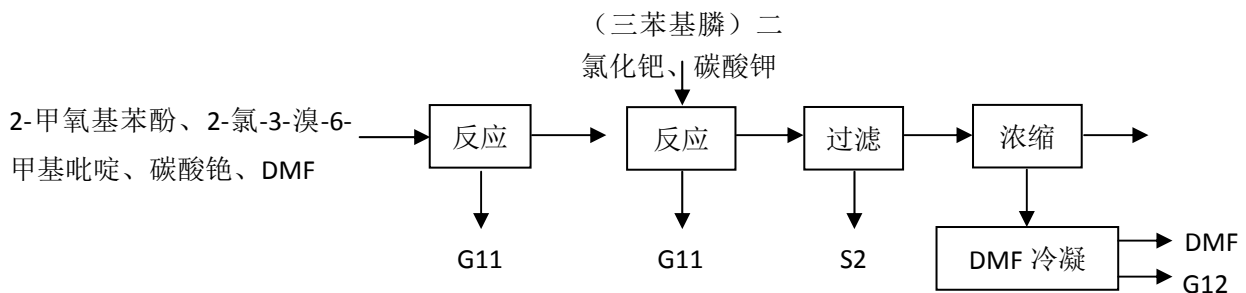 （三苯基膦）二
氯化钯、碳酸钾
2-甲氧基苯酚、2-氯-3-溴-6-
甲基吡啶、碳酸铯、DMF
反应
反应
过滤
浓缩
G11
G11
S2
DMF 冷凝
DMF
G12